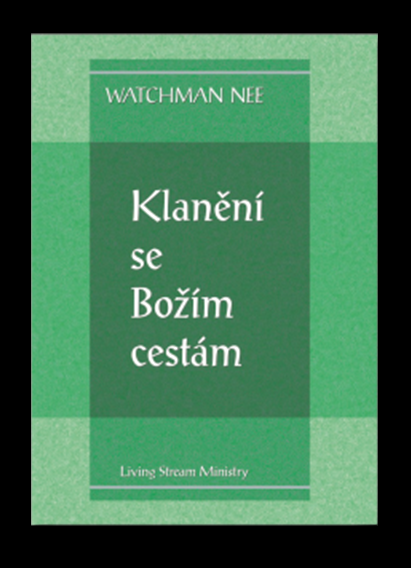 WATCHMAN NEE
Klanění
se
Božím
cestám
Living Stream Ministry